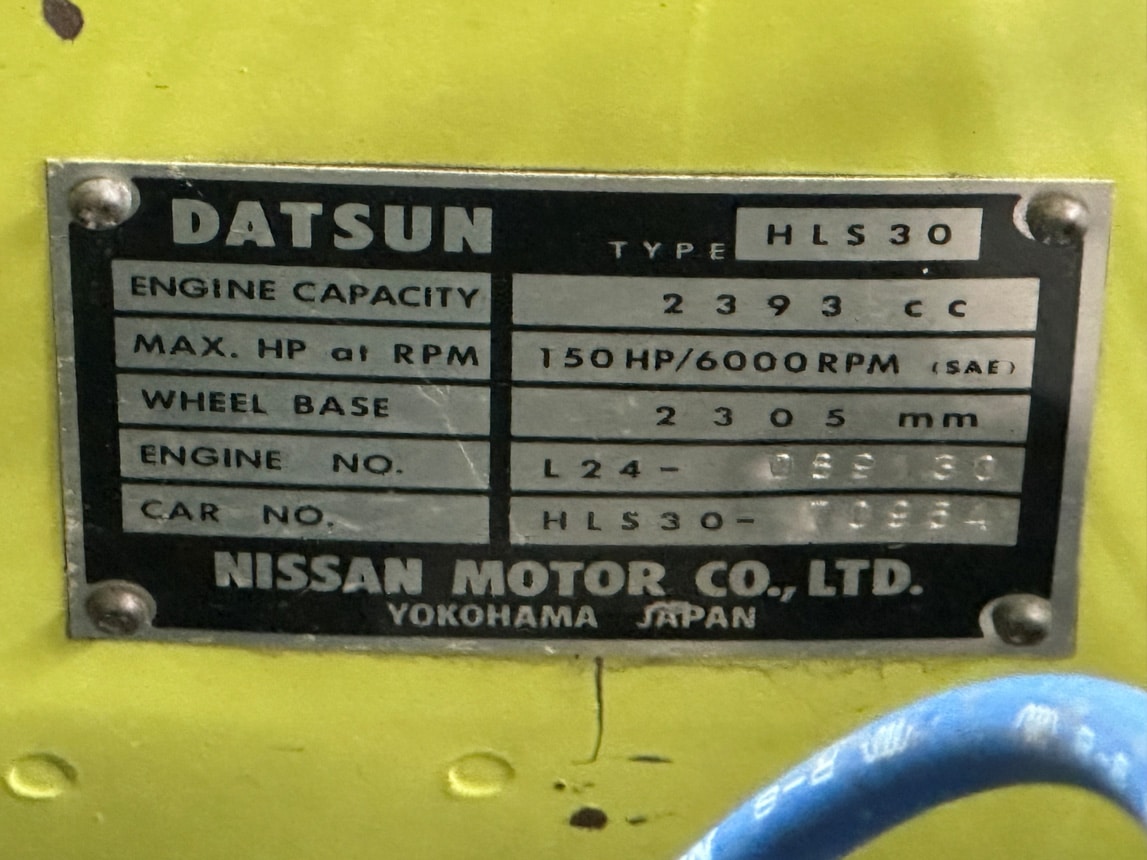 DATSUN
TYPE HLS30
ENGINE CAPACITY 2393 cc
MAX. HP at RPM 150HP/6000RPM (SAE)
WHEEL BASE 2305 mm
ENGINE NO. L24-
CAR NO. HLS30-
NISSAN MOTOR CO., LTD.
YOKOHAMA JAPAN